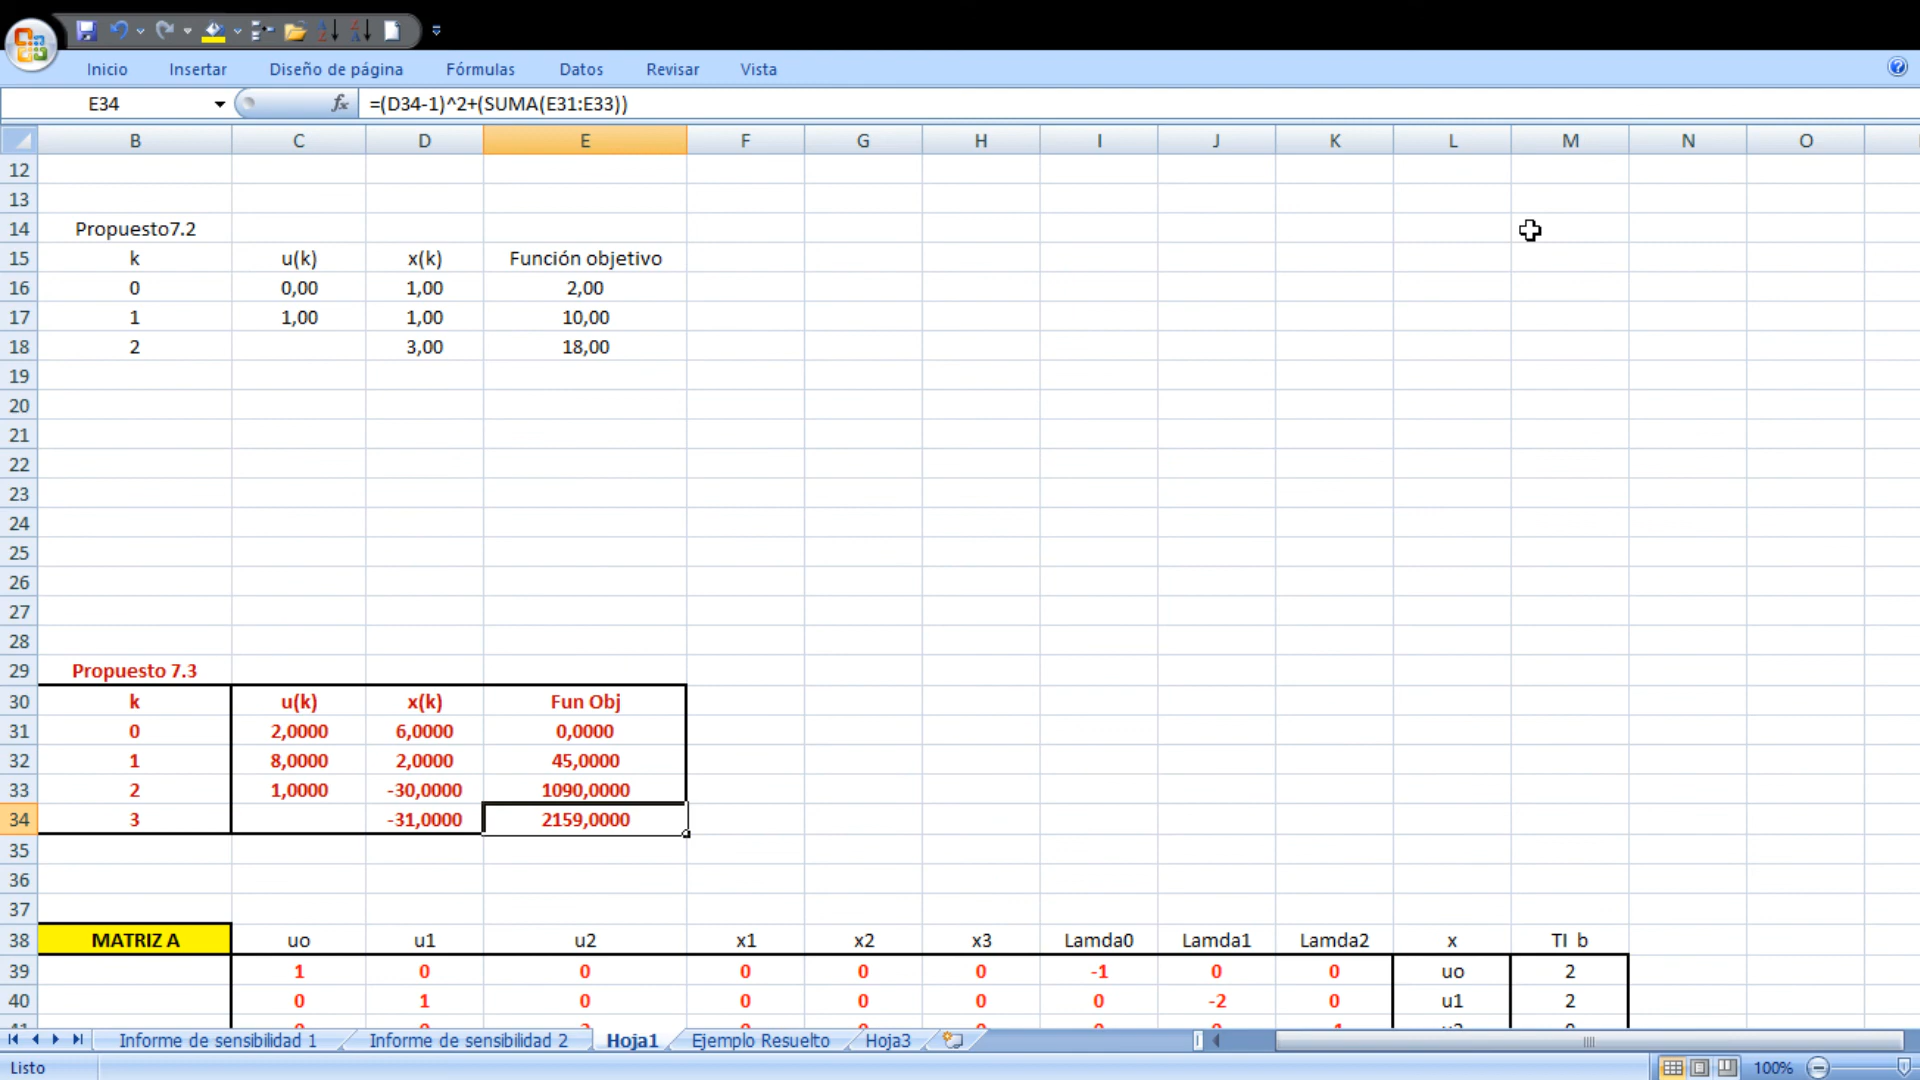 Inicio Insertar Diseño de página Fórmulas Datos Revisar Vista
E34 fx =(D34-1)^2+(SUMA(E31:E33))
B C D E F G H I J K L M N O
12
13
14 Propuesto7.2
15 k u(k) x(k) Función objetivo
16 0 0,00 1,00 2,00
17 1 1,00 1,00 10,00
18 2 3,00 18,00
19
20
21
22
23
24
25
26
27
28
29 Propuesto 7.3
30 k u(k) x(k) Fun Obj
31 0 2,0000 6,0000 0,0000
32 1 8,0000 2,0000 45,0000
33 2 1,0000 -30,0000 1090,0000
34 3 -31,0000 2159,0000
35
36
37
38 MATRIZ A uo u1 u2 x1 x2 x3 Lamda0 Lamda1 Lamda2 x TI b
39 1 0 0 0 0 0 -1 0 0 uo 2
40 0 1 0 0 0 0 0 -2 0 u1 2
Informe de sensibilidad 1 Informe de sensibilidad 2 Hoja1 Ejemplo Resuelto Hoja3
Listo 100%